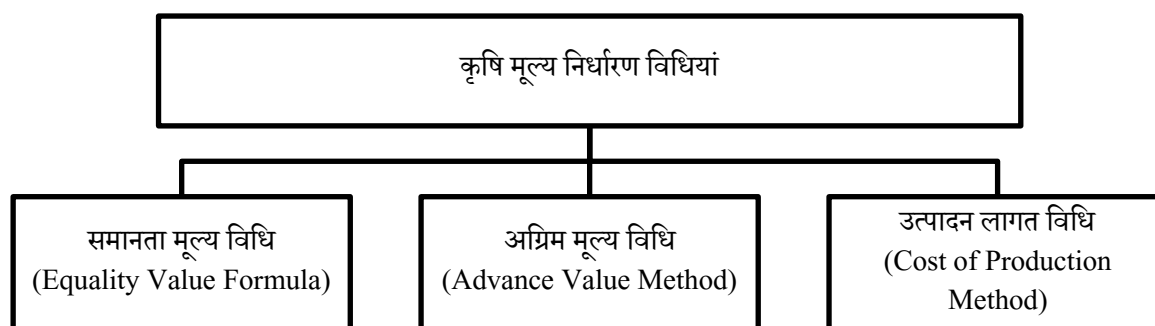 कृषि मूल्य निर्धारण विधियां
समानता मूल्य विधि
(Equality Value Formula)
अग्रिम मूल्य विधि
(Advance Value Method)
उत्पादन लागत विधि
(Cost of Production
Method)